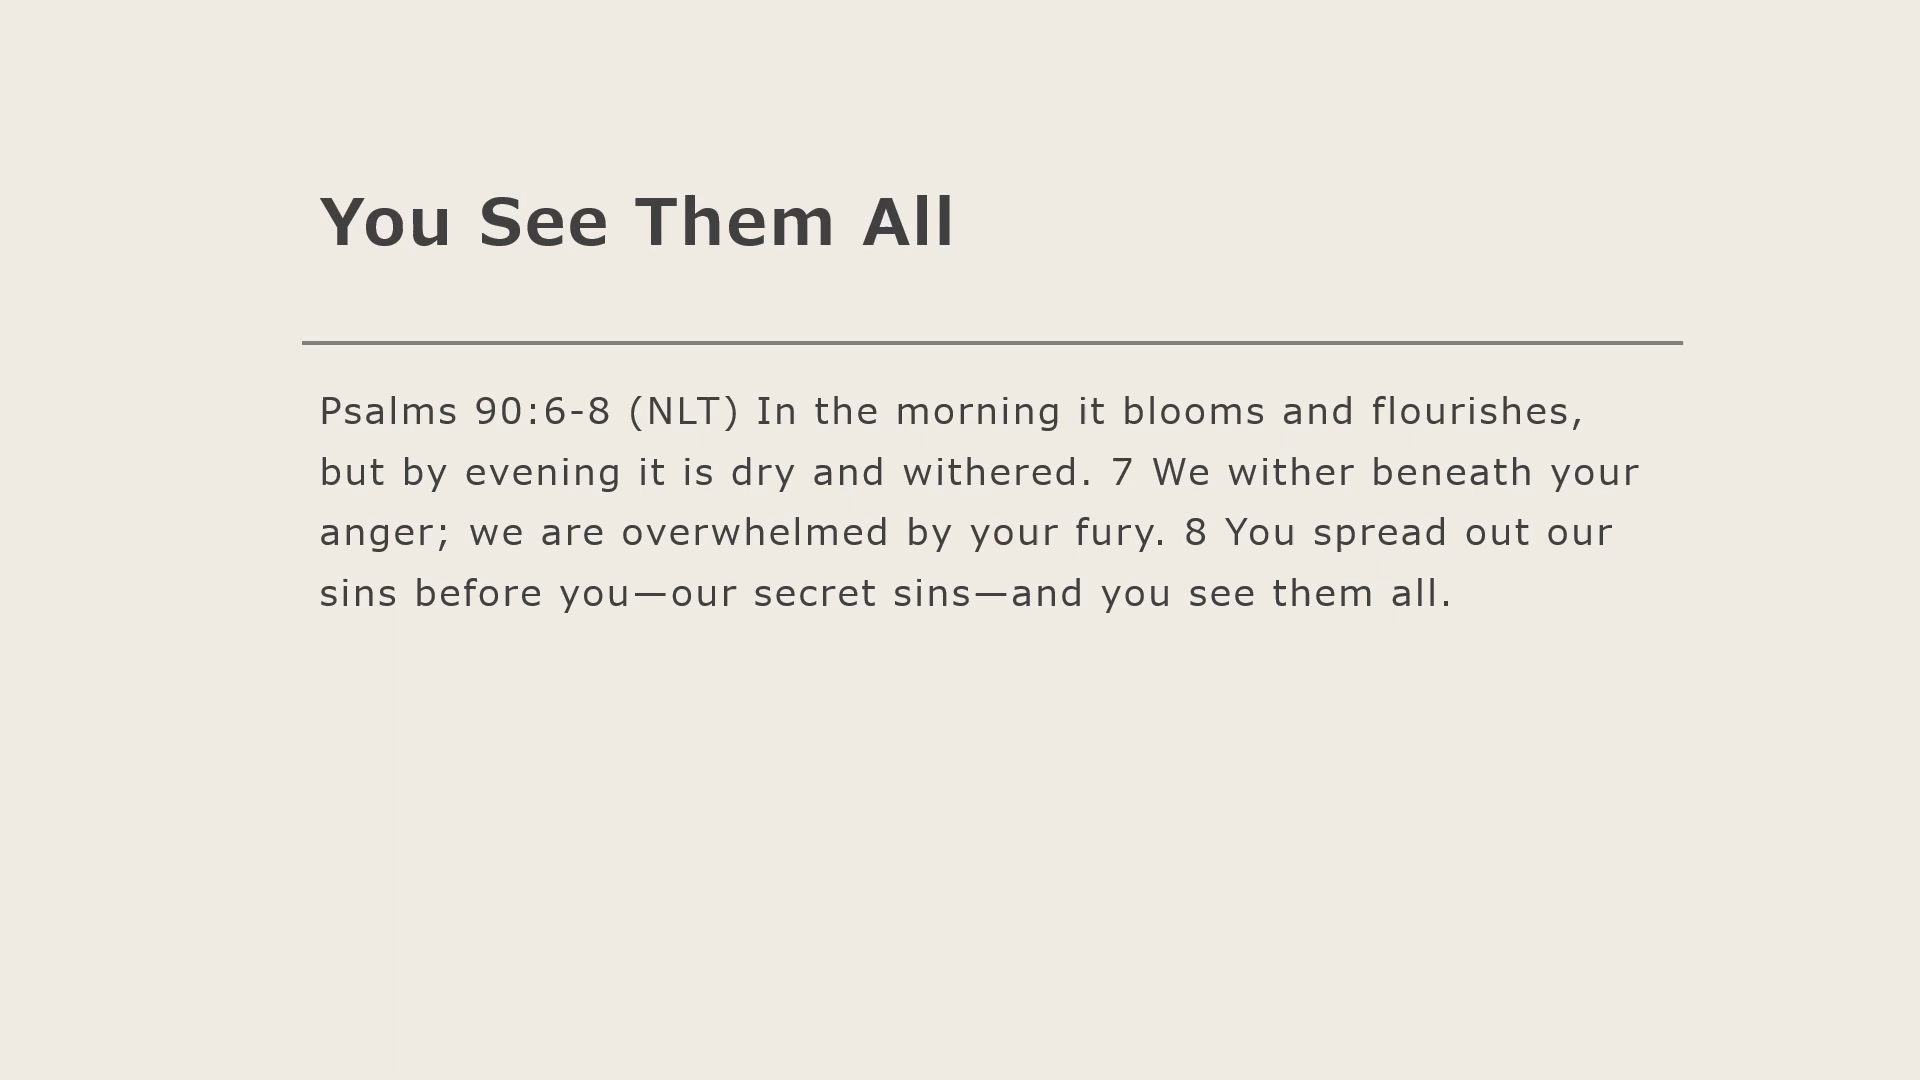 You See Them All
Psalms 90:6-8 (NLT) In the morning it blooms and flourishes,
but by evening it is dry and withered. 7 We wither beneath your
anger; we are overwhelmed by your fury. 8 You spread out our
sins before you—our secret sins—and you see them all.